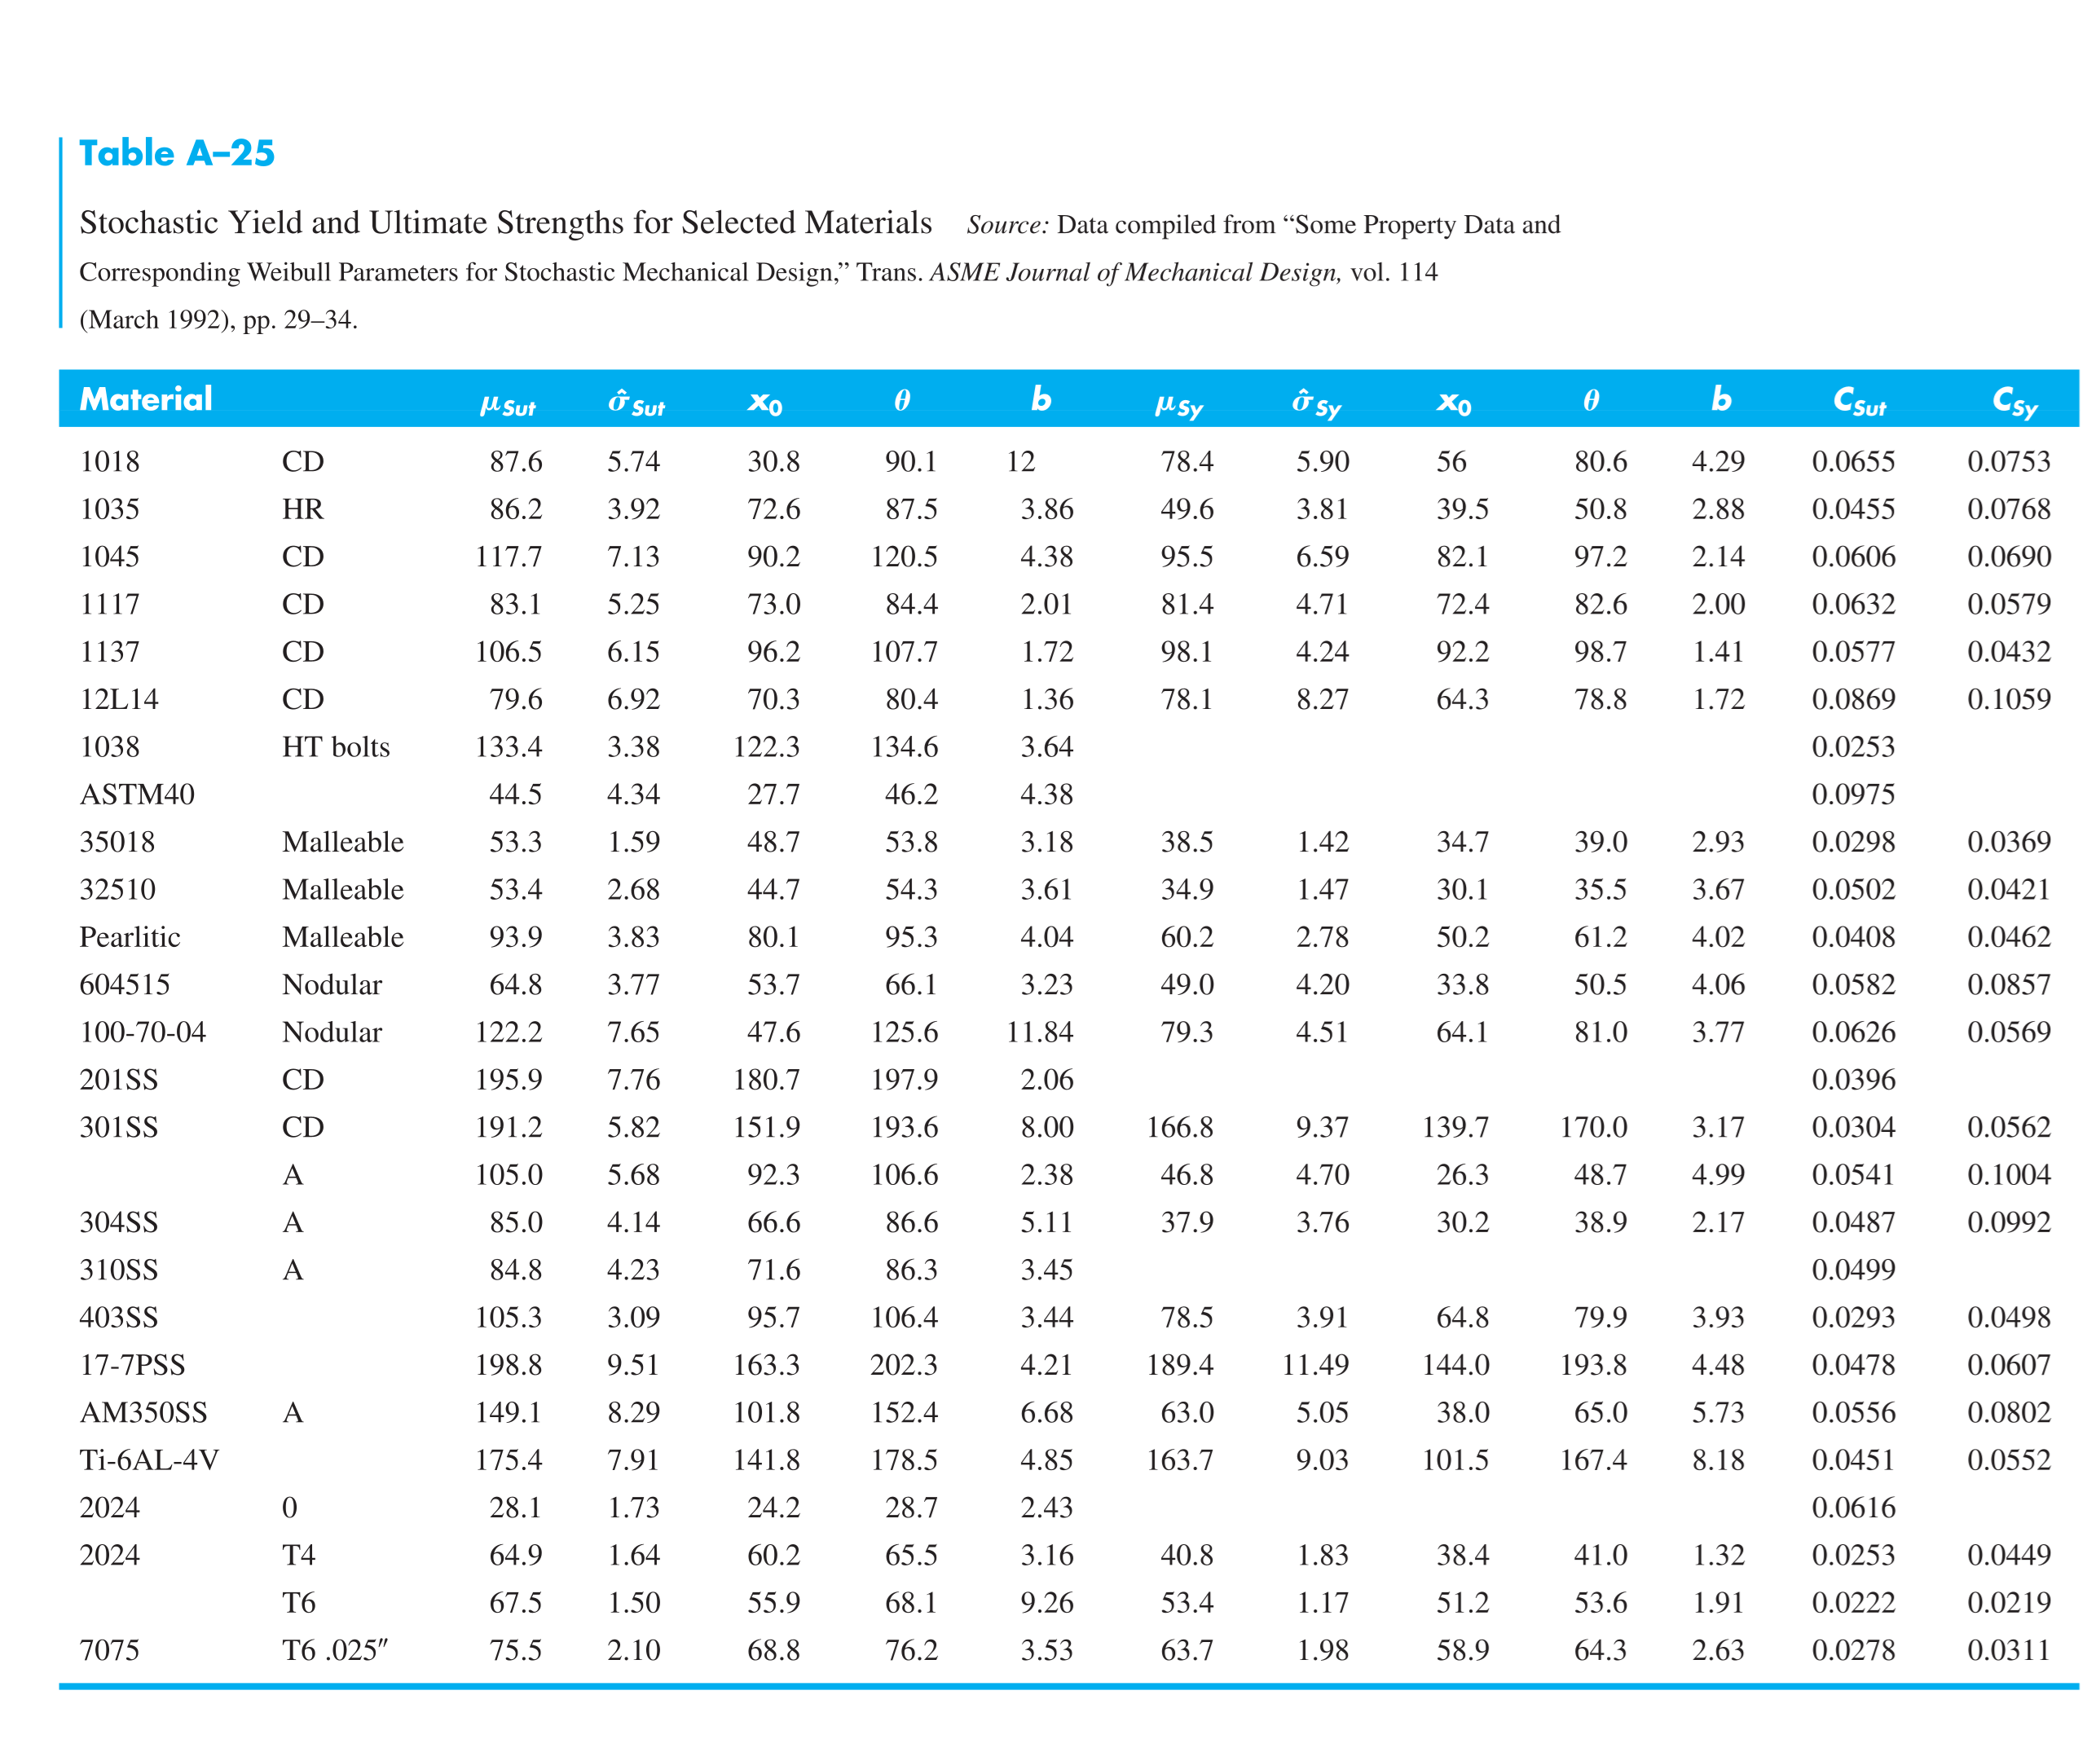 Table A–25
Stochastic Yield and Ultimate Strengths for Selected Materials Source: Data compiled from “Some Property Data and
Corresponding Weibull Parameters for Stochastic Mechanical Design,” Trans. ASME Journal of Mechanical Design, vol. 114
(March 1992), pp. 29–34.
Material μSut σ̂Sut x0 θ b μSy σ̂Sy x0 θ b CSut CSy
1018 CD 87.6 5.74 30.8 90.1 12 78.4 5.90 56 80.6 4.29 0.0655 0.0753
1035 HR 86.2 3.92 72.6 87.5 3.86 49.6 3.81 39.5 50.8 2.88 0.0455 0.0768
1045 CD 117.7 7.13 90.2 120.5 4.38 95.5 6.59 82.1 97.2 2.14 0.0606 0.0690
1117 CD 83.1 5.25 73.0 84.4 2.01 81.4 4.71 72.4 82.6 2.00 0.0632 0.0579
1137 CD 106.5 6.15 96.2 107.7 1.72 98.1 4.24 92.2 98.7 1.41 0.0577 0.0432
12L14 CD 79.6 6.92 70.3 80.4 1.36 78.1 8.27 64.3 78.8 1.72 0.0869 0.1059
1038 HT bolts 133.4 3.38 122.3 134.6 3.64 0.0253
ASTM40 44.5 4.34 27.7 46.2 4.38 0.0975
35018 Malleable 53.3 1.59 48.7 53.8 3.18 38.5 1.42 34.7 39.0 2.93 0.0298 0.0369
32510 Malleable 53.4 2.68 44.7 54.3 3.61 34.9 1.47 30.1 35.5 3.67 0.0502 0.0421
Pearlitic Malleable 93.9 3.83 80.1 95.3 4.04 60.2 2.78 50.2 61.2 4.02 0.0408 0.0462
604515 Nodular 64.8 3.77 53.7 66.1 3.23 49.0 4.20 33.8 50.5 4.06 0.0582 0.0857
100-70-04 Nodular 122.2 7.65 47.6 125.6 11.84 79.3 4.51 64.1 81.0 3.77 0.0626 0.0569
201SS CD 195.9 7.76 180.7 197.9 2.06 0.0396
301SS CD 191.2 5.82 151.9 193.6 8.00 166.8 9.37 139.7 170.0 3.17 0.0304 0.0562
A 105.0 5.68 92.3 106.6 2.38 46.8 4.70 26.3 48.7 4.99 0.0541 0.1004
304SS A 85.0 4.14 66.6 86.6 5.11 37.9 3.76 30.2 38.9 2.17 0.0487 0.0992
310SS A 84.8 4.23 71.6 86.3 3.45 0.0499
403SS 105.3 3.09 95.7 106.4 3.44 78.5 3.91 64.8 79.9 3.93 0.0293 0.0498
17-7PSS 198.8 9.51 163.3 202.3 4.21 189.4 11.49 144.0 193.8 4.48 0.0478 0.0607
AM350SS A 149.1 8.29 101.8 152.4 6.68 63.0 5.05 38.0 65.0 5.73 0.0556 0.0802
Ti-6AL-4V 175.4 7.91 141.8 178.5 4.85 163.7 9.03 101.5 167.4 8.18 0.0451 0.0552
2024 0 28.1 1.73 24.2 28.7 2.43 0.0616
2024 T4 64.9 1.64 60.2 65.5 3.16 40.8 1.83 38.4 41.0 1.32 0.0253 0.0449
T6 67.5 1.50 55.9 68.1 9.26 53.4 1.17 51.2 53.6 1.91 0.0222 0.0219
7075 T6 .025″ 75.5 2.10 68.8 76.2 3.53 63.7 1.98 58.9 64.3 2.63 0.0278 0.0311